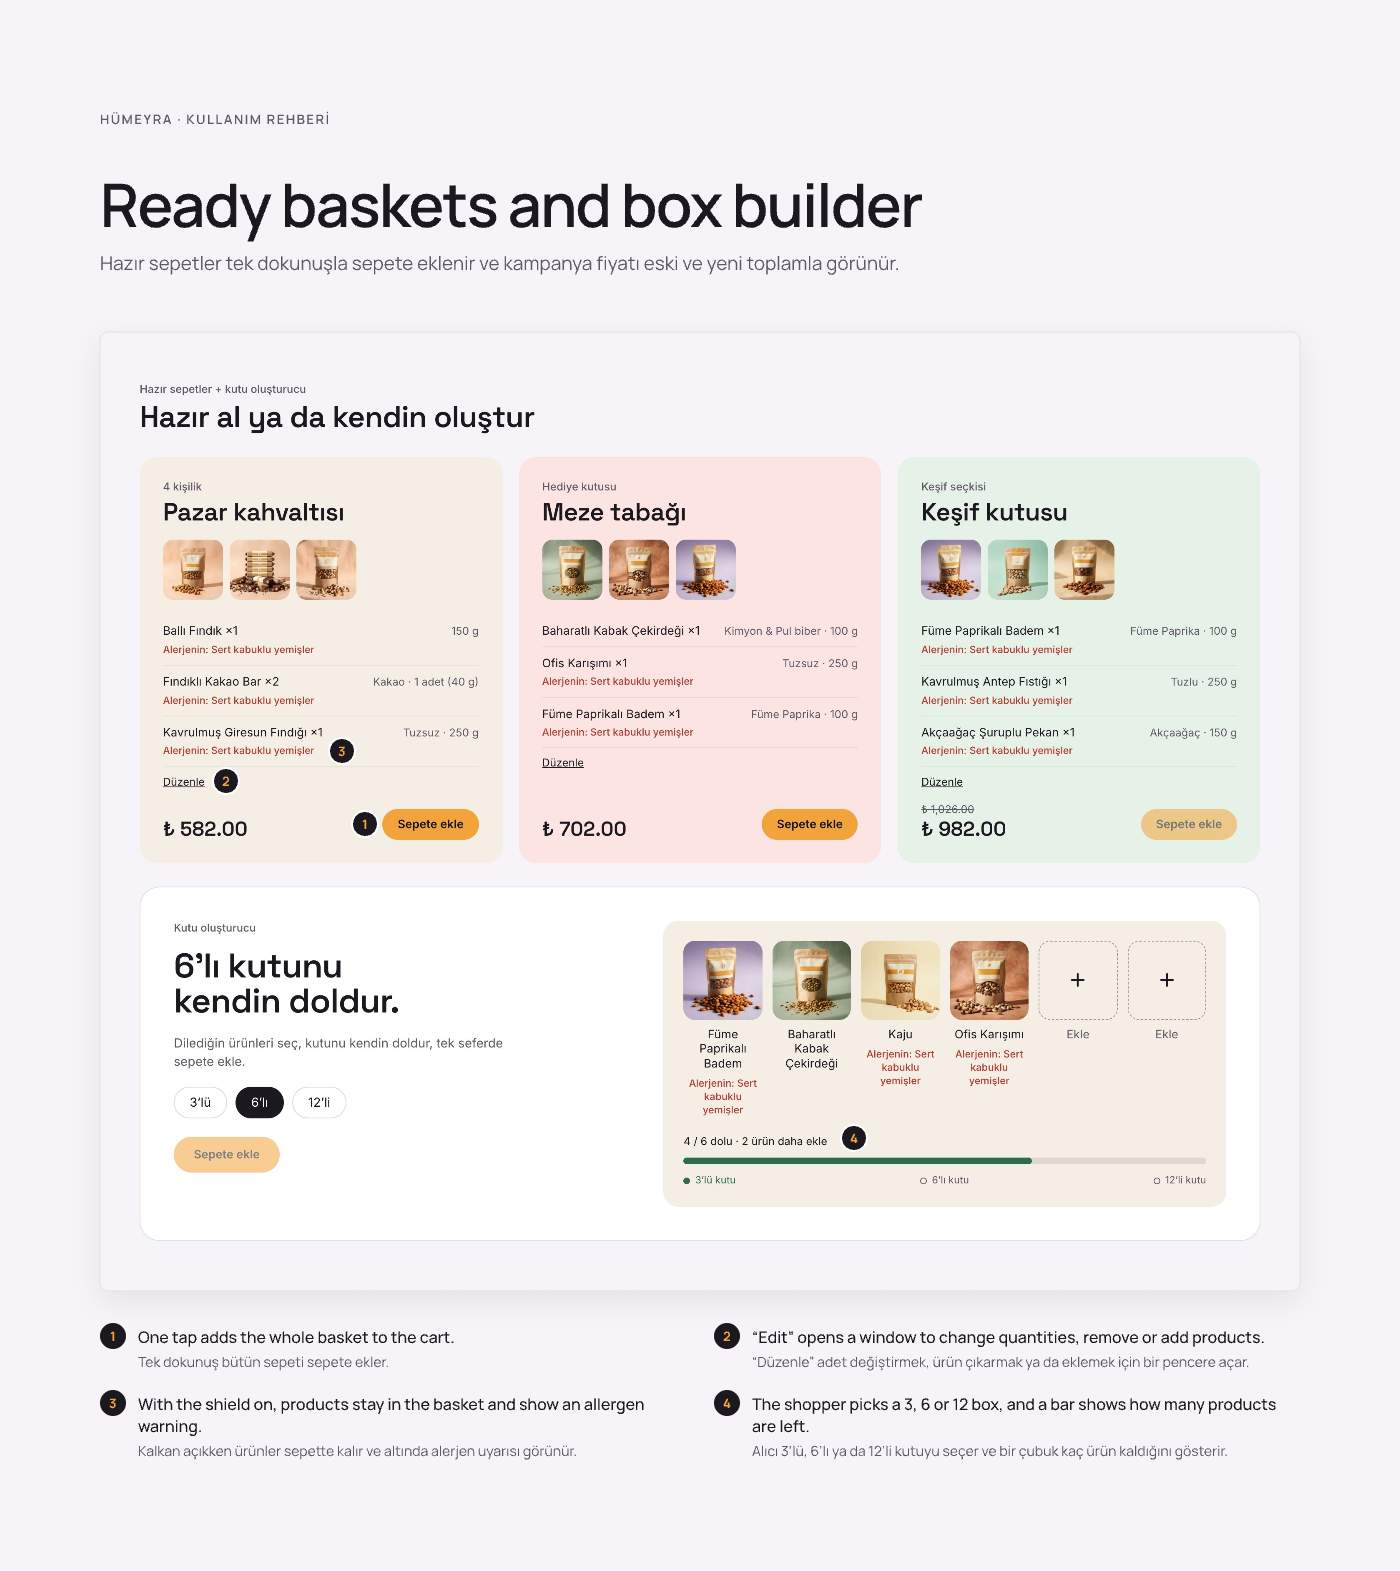 HÜMEYRA · KULLANIM REHBERİ
Ready baskets and box builder
Hazır sepetler tek dokunuşla sepete eklenir ve kampanya fiyatı eski ve yeni toplamla görünür.
Hazır sepetler + kutu oluşturucu
Hazır al ya da kendin oluştur
4 kişilik
Pazar kahvaltısı
Ballı Fındık ×1 150 g
Alerjenin: Sert kabuklu yemişler
Fındıklı Kakao Bar ×2 Kakao · 1 adet (40 g)
Alerjenin: Sert kabuklu yemişler
Kavrulmuş Giresun Fındığı ×1 Tuzsuz · 250 g
Alerjenin: Sert kabuklu yemişler 3
Düzenle 2
₺ 582.00 1 Sepete ekle
Hediye kutusu
Meze tabağı
Baharatlı Kabak Çekirdeği ×1 Kimyon & Pul biber · 100 g
Ofis Karışımı ×1 Tuzsuz · 250 g
Alerjenin: Sert kabuklu yemişler
Füme Paprikalı Badem ×1 Füme Paprika · 100 g
Alerjenin: Sert kabuklu yemişler
Düzenle
₺ 702.00 Sepete ekle
Keşif seçkisi
Keşif kutusu
Füme Paprikalı Badem ×1 Füme Paprika · 100 g
Alerjenin: Sert kabuklu yemişler
Kavrulmuş Antep Fıstığı ×1 Tuzlu · 250 g
Alerjenin: Sert kabuklu yemişler
Akçaağaç Şuruplu Pekan ×1 Akçaağaç · 150 g
Alerjenin: Sert kabuklu yemişler
Düzenle
₺ 1,026.00
₺ 982.00 Sepete ekle
Kutu oluşturucu
6’lı kutunu
kendin doldur.
Dilediğin ürünleri seç, kutunu kendin doldur, tek seferde
sepete ekle.
3’lü 6’lı 12’li
Sepete ekle
Füme
Paprikalı
Badem
Alerjenin: Sert
kabuklu
yemişler
Baharatlı
Kabak
Çekirdeği
Kaju
Alerjenin: Sert
kabuklu
yemişler
Ofis Karışımı
Alerjenin: Sert
kabuklu
yemişler
+
Ekle
+
Ekle
4 / 6 dolu · 2 ürün daha ekle 4
3’lü kutu 6’lı kutu 12’li kutu
1 One tap adds the whole basket to the cart.
Tek dokunuş bütün sepeti sepete ekler.
2 “Edit” opens a window to change quantities, remove or add products.
“Düzenle” adet değiştirmek, ürün çıkarmak ya da eklemek için bir pencere açar.
3 With the shield on, products stay in the basket and show an allergen
warning.
Kalkan açıkken ürünler sepette kalır ve altında alerjen uyarısı görünür.
4 The shopper picks a 3, 6 or 12 box, and a bar shows how many products
are left.
Alıcı 3’lü, 6’lı ya da 12’li kutuyu seçer ve bir çubuk kaç ürün kaldığını gösterir.